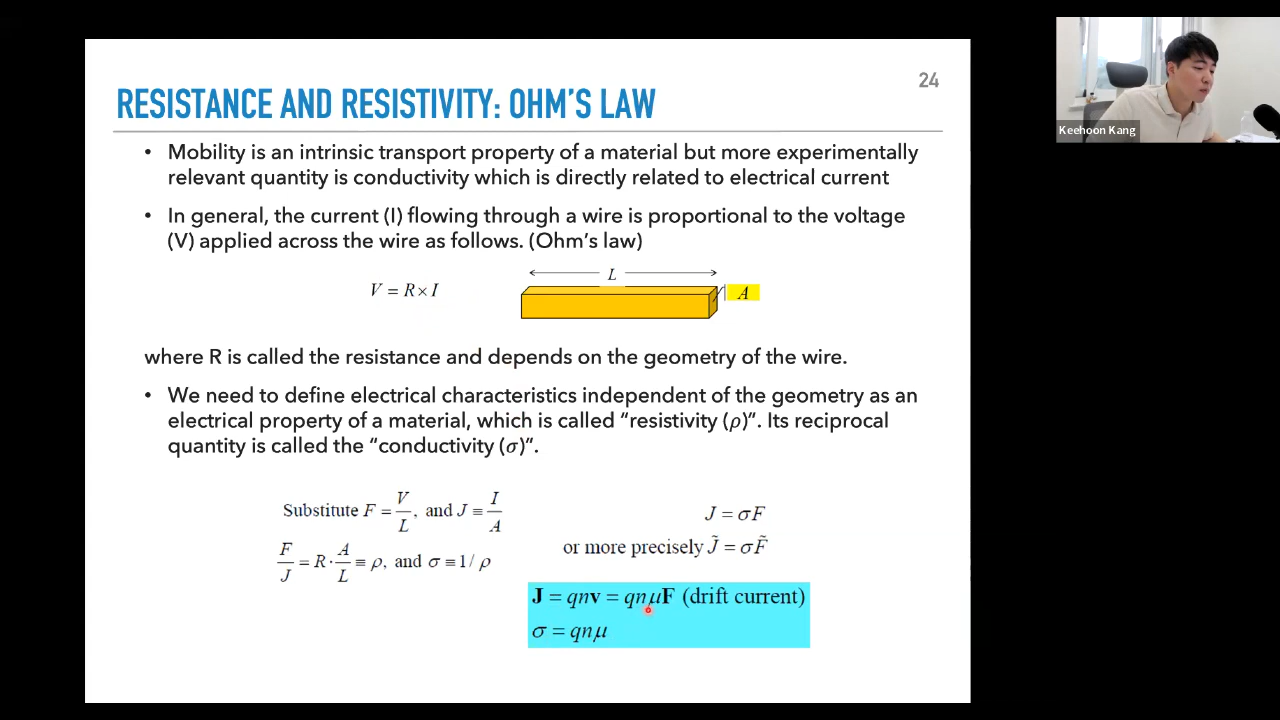 24
RESISTANCE AND RESISTIVITY: OHM'S LAW
• Mobility is an intrinsic transport property of a material but more experimentally
relevant quantity is conductivity which is directly related to electrical current
• In general, the current (I) flowing through a wire is proportional to the voltage
(V) applied across the wire as follows. (Ohm's law)
V = R × I
L
A
where R is called the resistance and depends on the geometry of the wire.
• We need to define electrical characteristics independent of the geometry as an
electrical property of a material, which is called "resistivity (ρ)". Its reciprocal
quantity is called the "conductivity (σ)".
Substitute F = V/L, and J ≡ I/A
F/J = R · A/L ≡ ρ, and σ ≡ 1/ρ
J = σF
or more precisely J̃ = σF̃
J = qnv = qnμF (drift current)
σ = qnμ
Keehoon Kang